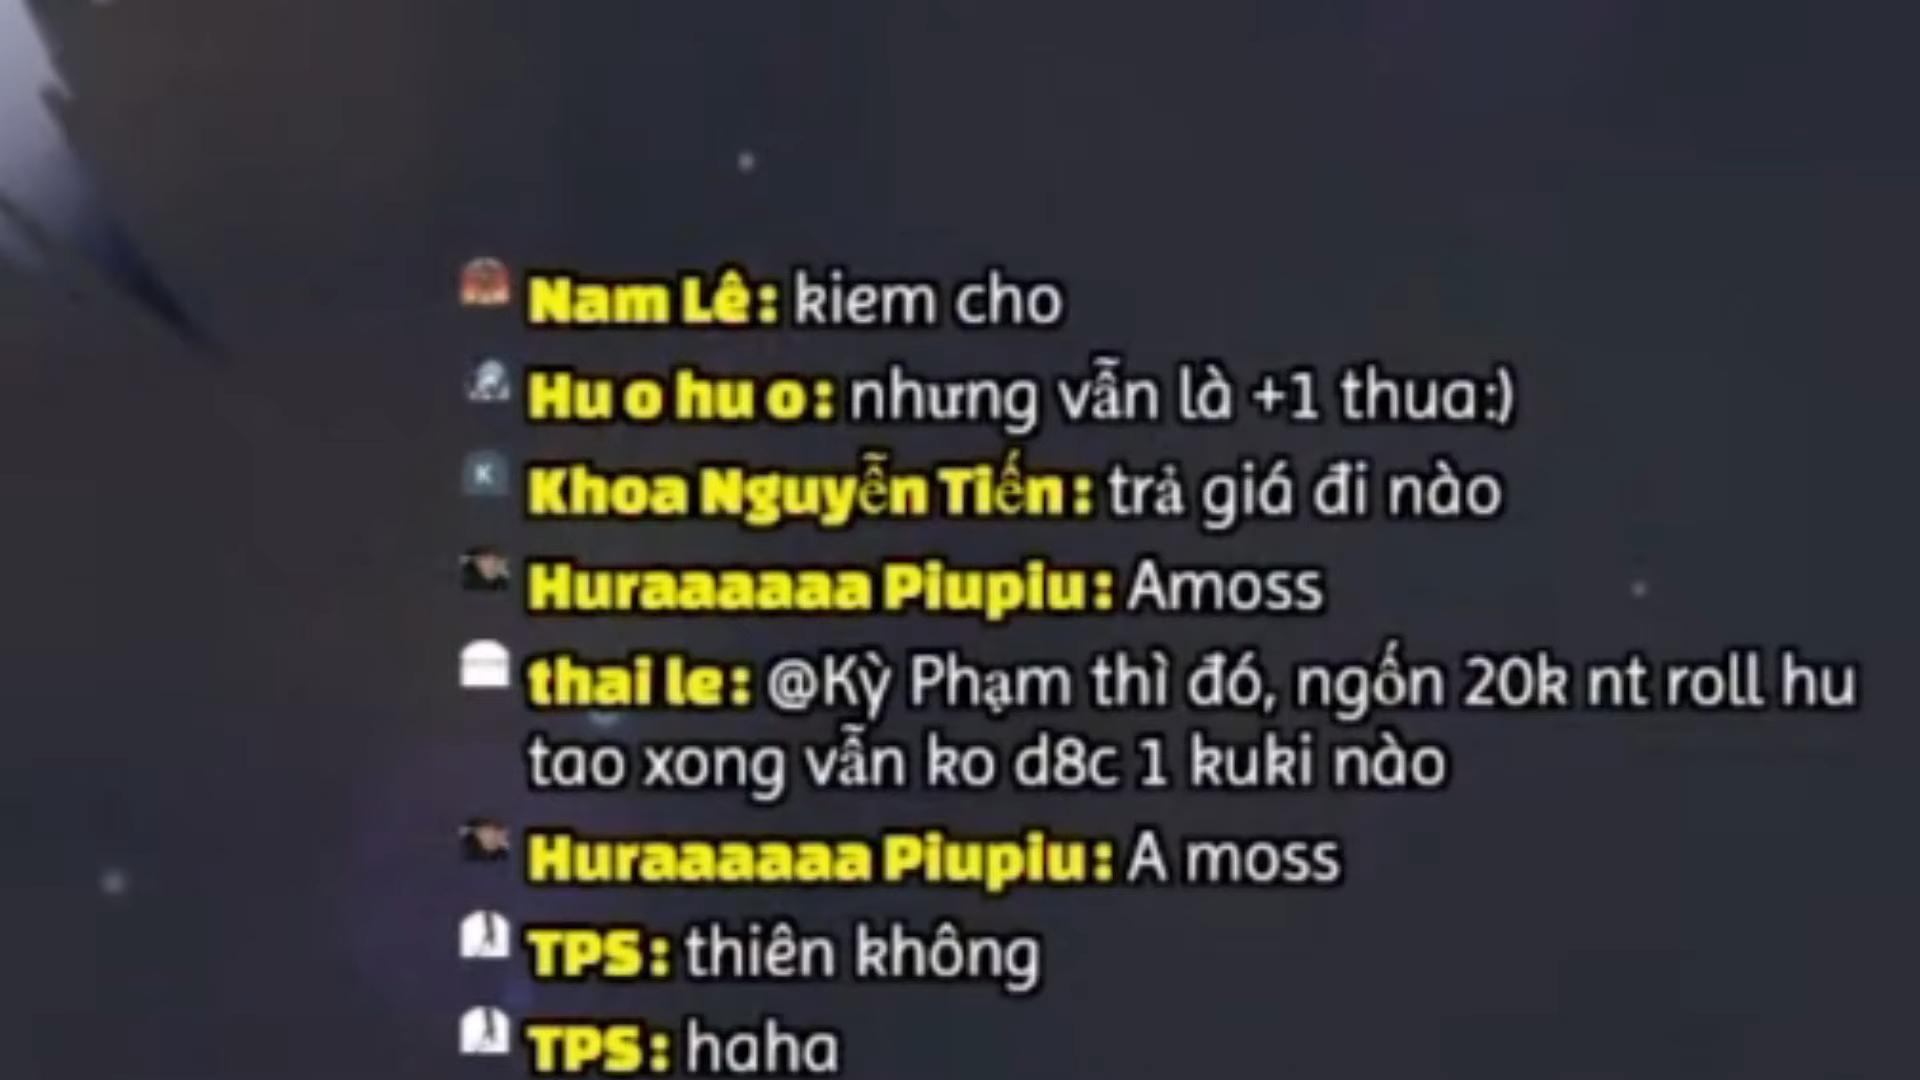 Nam Lê: kiem cho
Hu o hu o: nhưng vẫn là +1 thua:)
K
Khoa Nguyễn Tiến: trả giá đi nào
Huraaaaaa Piupiu: Amoss
thai le: @Kỳ Phạm thì đó, ngốn 20k nt roll hu
tao xong vẫn ko d8c 1 kuki nào
Huraaaaaa Piupiu: A moss
TPS: thiên không
TPS: haha